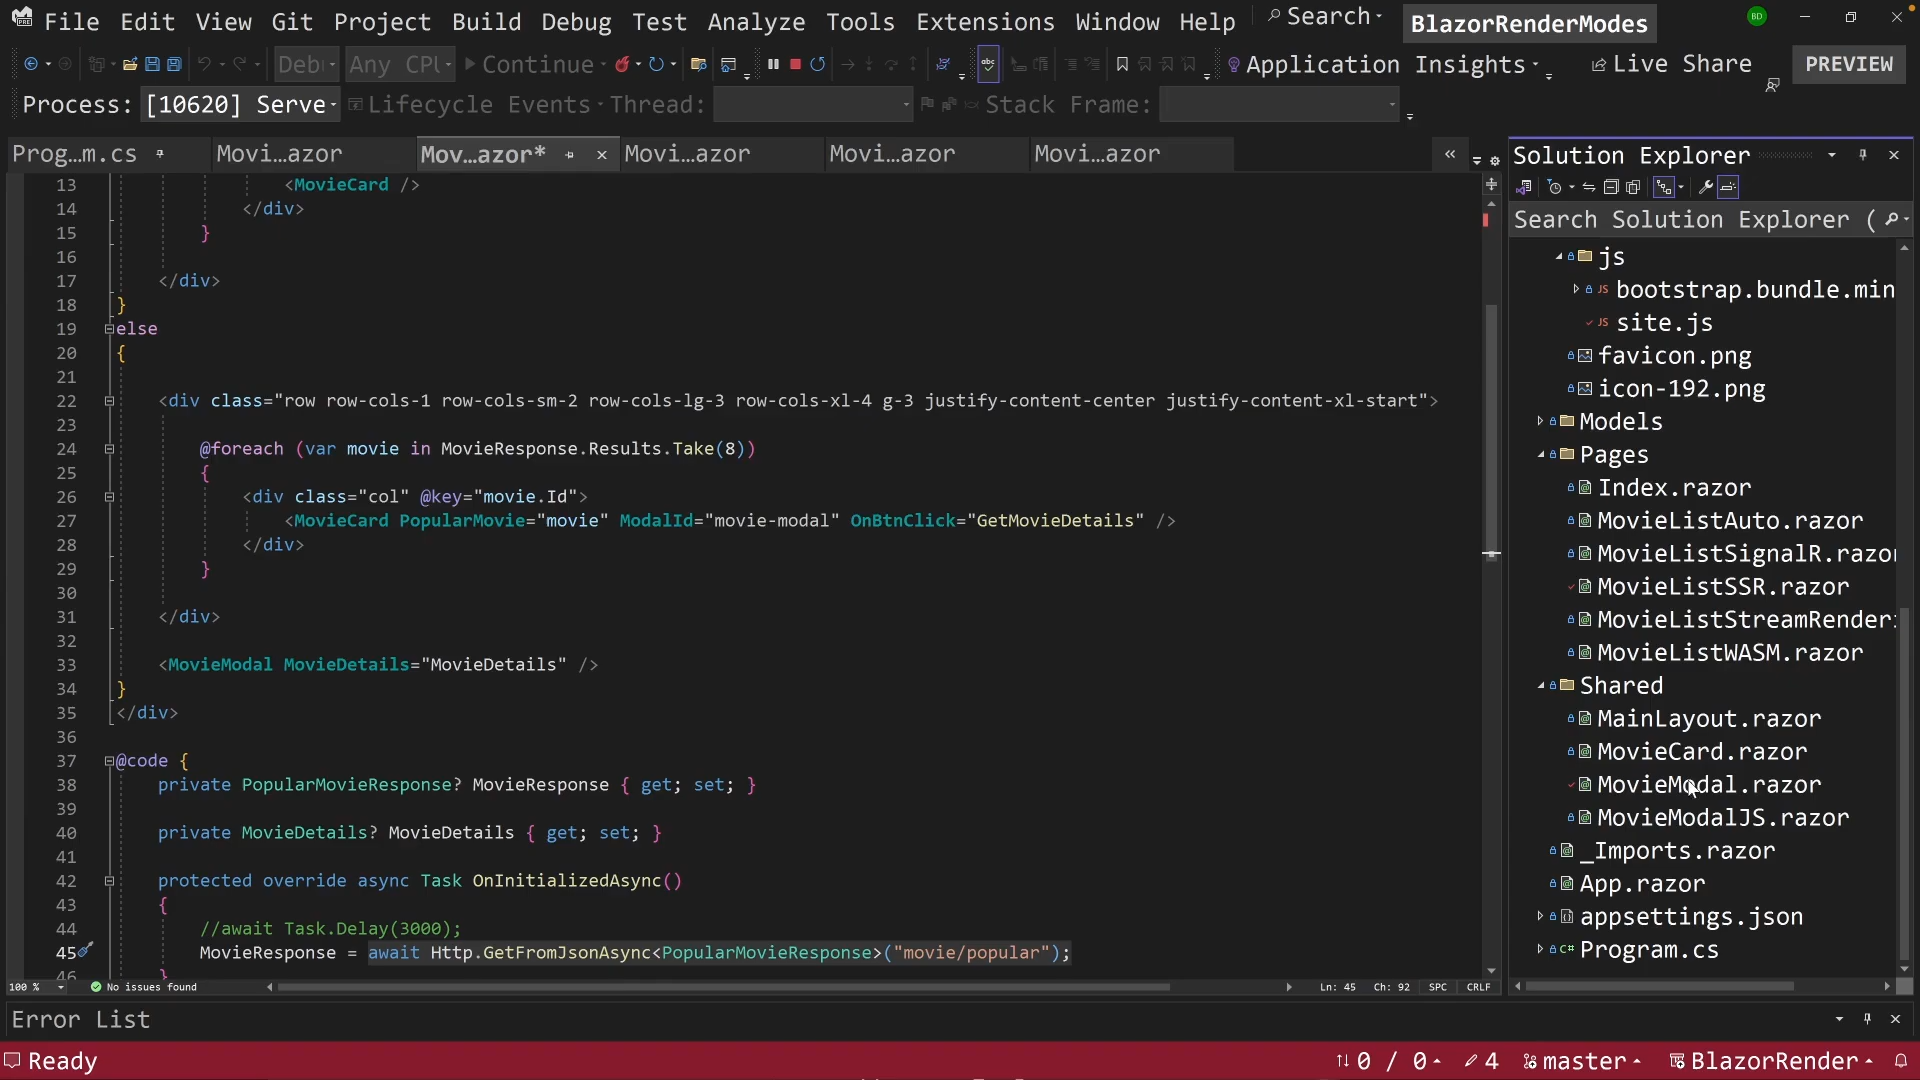 File Edit View Git Project Build Debug Test Analyze Tools Extensions Window Help Search BlazorRenderModes BD
Deb Any CPU Continue abc Application Insights Live Share PREVIEW
Process: [10620] Serve Lifecycle Events Thread: Stack Frame:
Prog…m.cs Movi…azor Mov…azor* Movi…azor Movi…azor Movi…azor
13 <MovieCard />
14 </div>
15 }
16
17 </div>
18 }
19 else
20 {
21
22 <div class="row row-cols-1 row-cols-sm-2 row-cols-lg-3 row-cols-xl-4 g-3 justify-content-center justify-content-xl-start">
23
24 @foreach (var movie in MovieResponse.Results.Take(8))
25 {
26 <div class="col" @key="movie.Id">
27 <MovieCard PopularMovie="movie" ModalId="movie-modal" OnBtnClick="GetMovieDetails" />
28 </div>
29 }
30
31 </div>
32
33 <MovieModal MovieDetails="MovieDetails" />
34 }
35 </div>
36
37 @code {
38 private PopularMovieResponse? MovieResponse { get; set; }
39
40 private MovieDetails? MovieDetails { get; set; }
41
42 protected override async Task OnInitializedAsync()
43 {
44 //await Task.Delay(3000);
45 MovieResponse = await Http.GetFromJsonAsync<PopularMovieResponse>("movie/popular");
46 }
100 % No issues found Ln: 45 Ch: 92 SPC CRLF
Solution Explorer
Search Solution Explorer (
js
JS bootstrap.bundle.min
JS site.js
favicon.png
icon-192.png
Models
Pages
Index.razor
MovieListAuto.razor
MovieListSignalR.razor
MovieListSSR.razor
MovieListStreamRender
MovieListWASM.razor
Shared
MainLayout.razor
MovieCard.razor
MovieModal.razor
MovieModalJS.razor
_Imports.razor
App.razor
appsettings.json
C# Program.cs
Error List
Ready 0 / 0 4 master BlazorRender